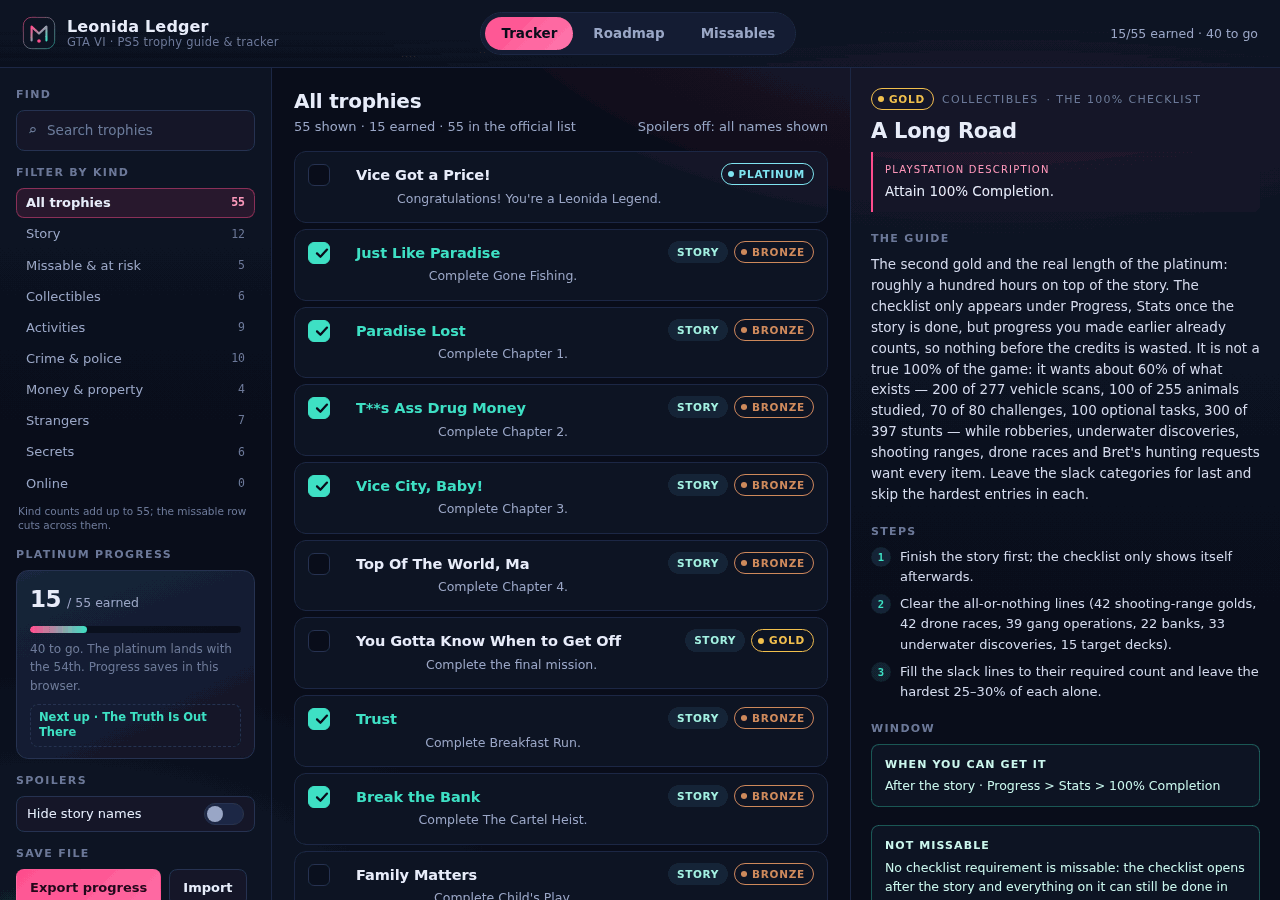 Leonida Ledger
GTA VI · PS5 trophy guide & tracker
Tracker
Roadmap
Missables
15/55 earned · 40 to go
FIND
Search trophies
FILTER BY KIND
All trophies 55
Story 12
Missable & at risk 5
Collectibles 6
Activities 9
Crime & police 10
Money & property 4
Strangers 7
Secrets 6
Online 0
Kind counts add up to 55; the missable row
cuts across them.
PLATINUM PROGRESS
15 / 55 earned
40 to go. The platinum lands with
the 54th. Progress saves in this
browser.
Next up · The Truth Is Out
There
SPOILERS
Hide story names
SAVE FILE
Export progress
Import
All trophies
55 shown · 15 earned · 55 in the official list
Spoilers off: all names shown
Vice Got a Price!
PLATINUM
Congratulations! You're a Leonida Legend.
Just Like Paradise
STORY
BRONZE
Complete Gone Fishing.
Paradise Lost
STORY
BRONZE
Complete Chapter 1.
T**s Ass Drug Money
STORY
BRONZE
Complete Chapter 2.
Vice City, Baby!
STORY
BRONZE
Complete Chapter 3.
Top Of The World, Ma
STORY
BRONZE
Complete Chapter 4.
You Gotta Know When to Get Off
STORY
GOLD
Complete the final mission.
Trust
STORY
BRONZE
Complete Breakfast Run.
Break the Bank
STORY
BRONZE
Complete The Cartel Heist.
Family Matters
STORY
BRONZE
Complete Child's Play.
GOLD
COLLECTIBLES · THE 100% CHECKLIST
A Long Road
PLAYSTATION DESCRIPTION
Attain 100% Completion.
THE GUIDE
The second gold and the real length of the platinum:
roughly a hundred hours on top of the story. The
checklist only appears under Progress, Stats once the
story is done, but progress you made earlier already
counts, so nothing before the credits is wasted. It is not a
true 100% of the game: it wants about 60% of what
exists — 200 of 277 vehicle scans, 100 of 255 animals
studied, 70 of 80 challenges, 100 optional tasks, 300 of
397 stunts — while robberies, underwater discoveries,
shooting ranges, drone races and Bret's hunting requests
want every item. Leave the slack categories for last and
skip the hardest entries in each.
STEPS
1 Finish the story first; the checklist only shows itself
afterwards.
2 Clear the all-or-nothing lines (42 shooting-range golds,
42 drone races, 39 gang operations, 22 banks, 33
underwater discoveries, 15 target decks).
3 Fill the slack lines to their required count and leave the
hardest 25–30% of each alone.
WINDOW
WHEN YOU CAN GET IT
After the story · Progress > Stats > 100% Completion
NOT MISSABLE
No checklist requirement is missable: the checklist opens
after the story and everything on it can still be done in